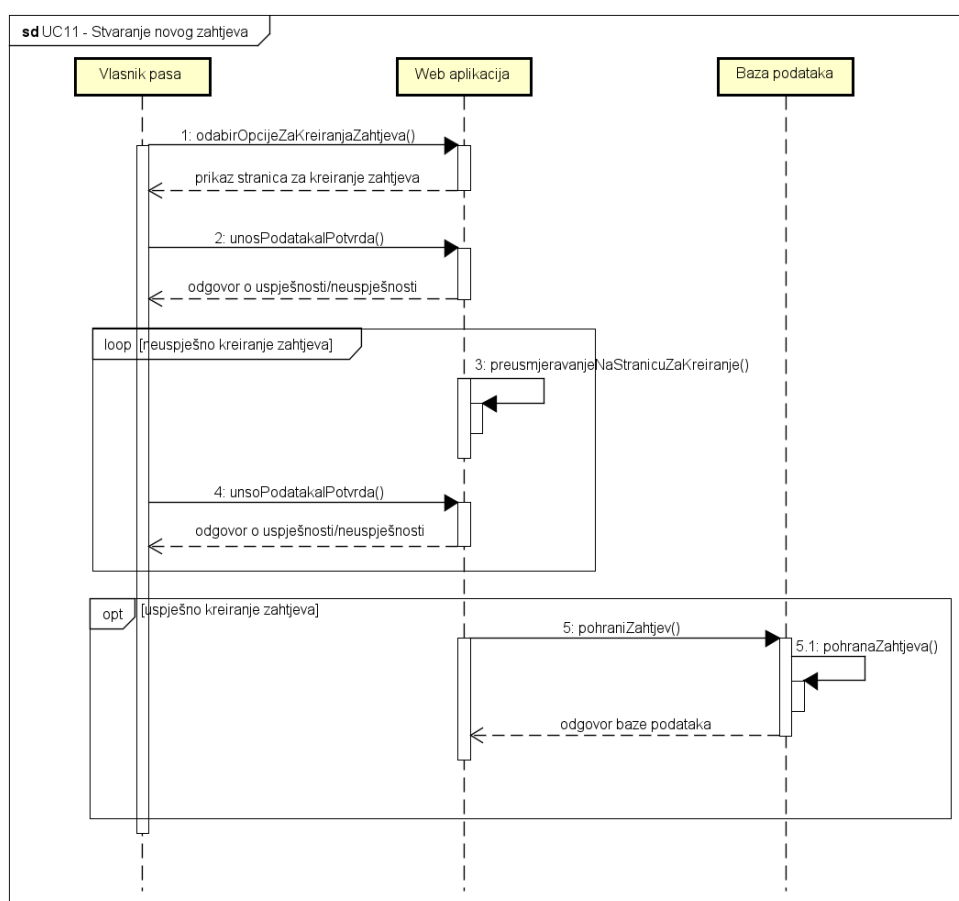 sd UC11 - Stvaranje novog zahtjeva
Vlasnik pasa
Web aplikacija
Baza podataka
1: odabirOpcijeZaKreiranjaZahtjeva()
prikaz stranica za kreiranje zahtjeva
2: unosPodatakaIPotvrda()
odgovor o uspješnosti/neuspješnosti
loop [neuspješno kreiranje zahtjeva]
3: preusmjeravanjeNaStranicuZaKreiranje()
4: unsoPodatakaIPotvrda()
odgovor o uspješnosti/neuspješnosti
opt [uspješno kreiranje zahtjeva]
5: pohraniZahtjev()
5.1: pohranaZahtjeva()
odgovor baze podataka